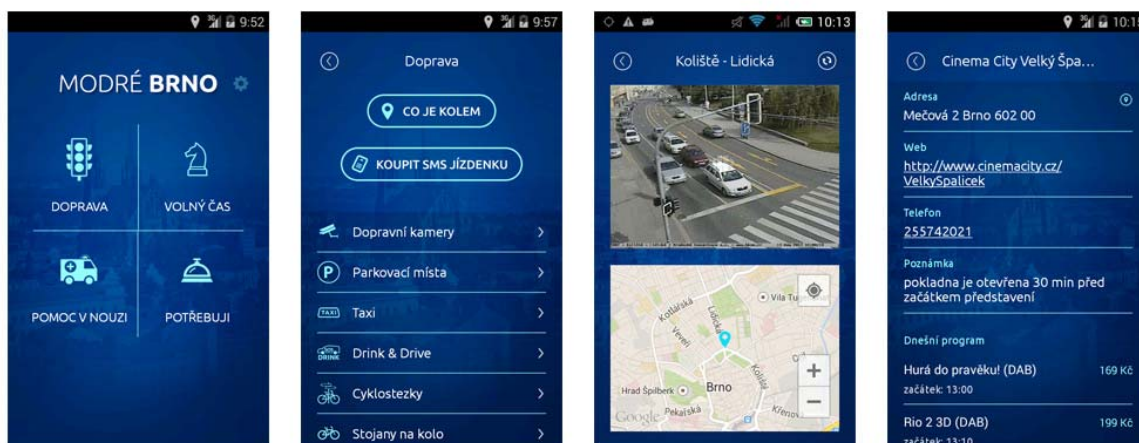 9:52
MODRÉ BRNO
DOPRAVA
VOLNÝ ČAS
POMOC V NOUZI
POTŘEBUJI
9:57
Doprava
CO JE KOLEM
KOUPIT SMS JÍZDENKU
Dopravní kamery
P
Parkovací místa
TAXI
Taxi
DRINK
Drink & Drive
Cyklostezky
Stojany na kolo
10:13
Koliště - Lidická
Kotlářská
Lidická
Veveří
Koliště
Hrad Špilberk
Brno
Google
Pekařská
Křenová
+
−
10:15
Cinema City Velký Špa...
Adresa
Mečová 2 Brno 602 00
Web
http://www.cinemacity.cz/
VelkySpalicek
Telefon
255742021
Poznámka
pokladna je otevřena 30 min před
začátkem představení
Dnešní program
Hurá do pravěku! (DAB) 169 Kč
začátek: 13:00
Rio 2 3D (DAB) 199 Kč
začátek: 13:10